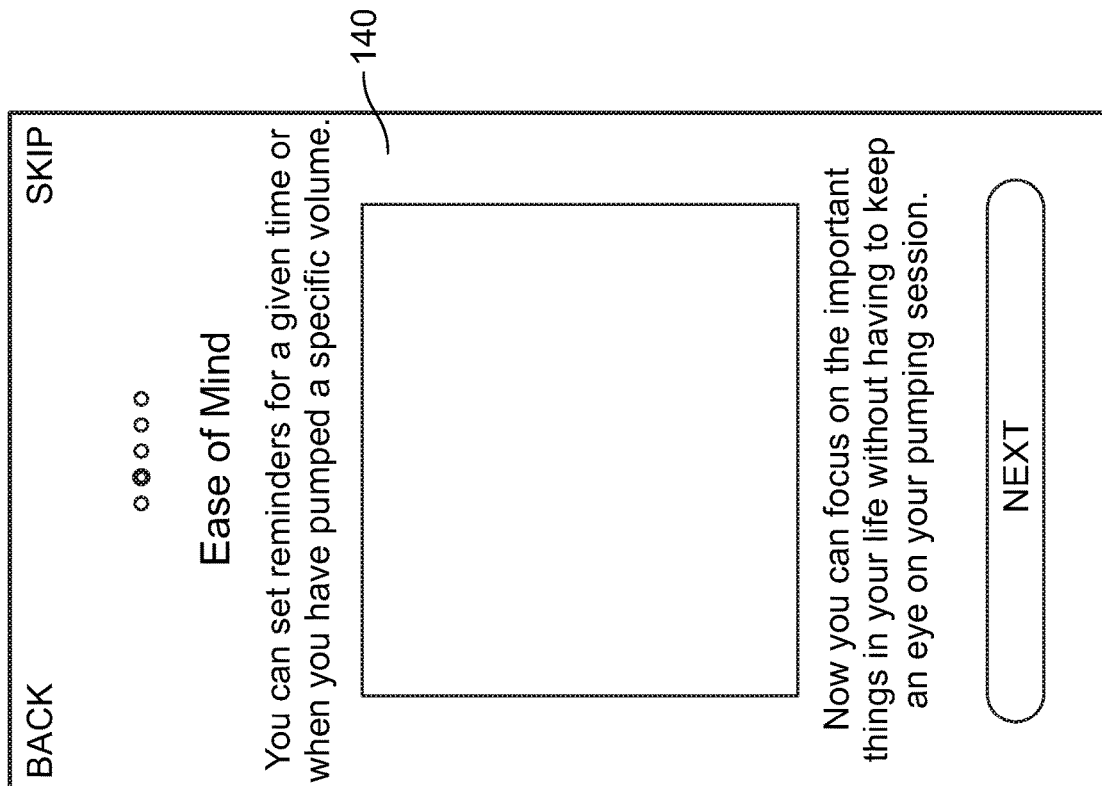 BACK SKIP
Ease of Mind
You can set reminders for a given time or
when you have pumped a specific volume.
140
Now you can focus on the important
things in your life without having to keep
an eye on your pumping session.
NEXT